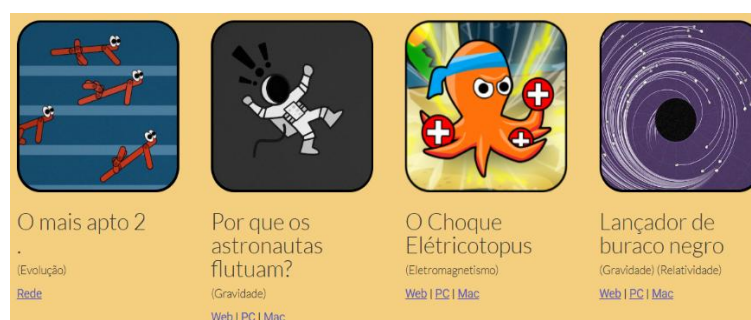 O mais apto 2
.
(Evolução)
Rede
Por que os
astronautas
flutuam?
(Gravidade)
Web | PC | Mac
O Choque
Elétricotopus
(Eletromagnetismo)
Web | PC | Mac
Lançador de
buraco negro
(Gravidade) (Relatividade)
Web | PC | Mac